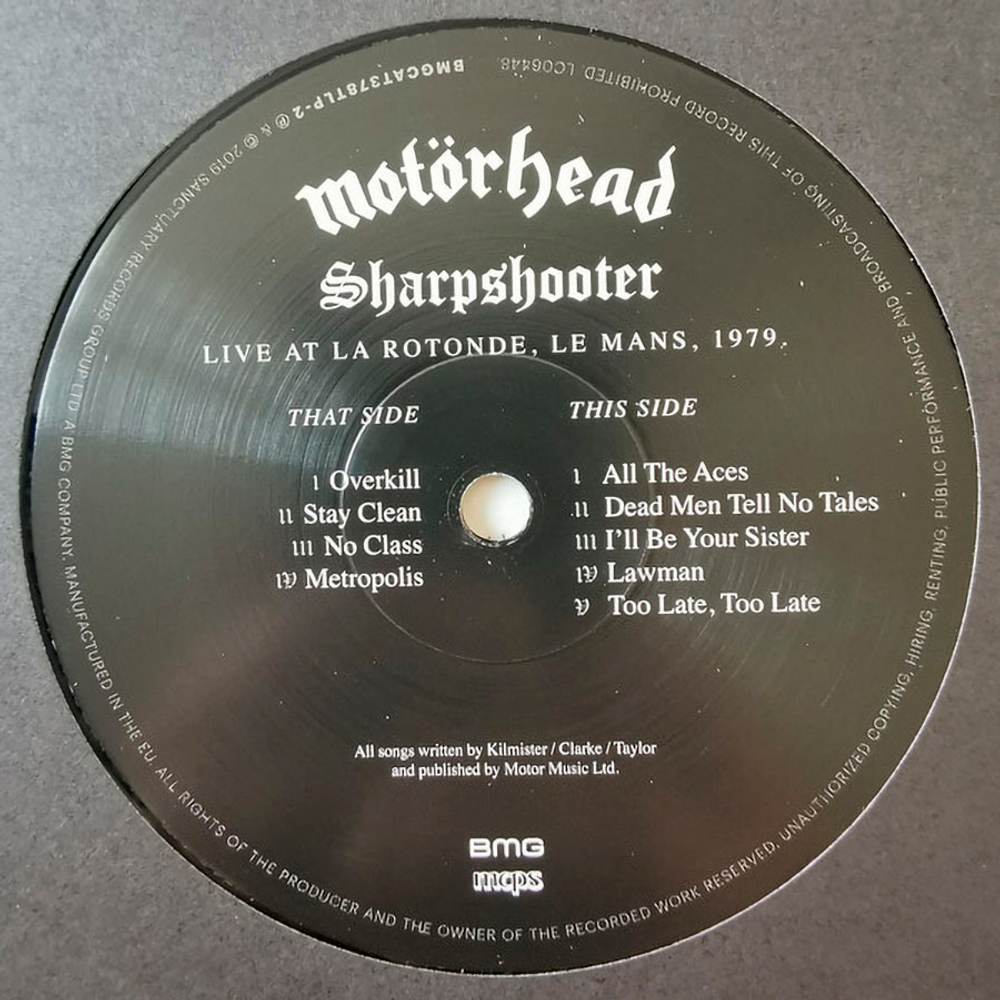 motörhead
Sharpshooter
LIVE AT LA ROTONDE, LE MANS, 1979.
THAT SIDE
I Overkill
II Stay Clean
III No Class
IV Metropolis
THIS SIDE
I All The Aces
II Dead Men Tell No Tales
III I'll Be Your Sister
IV Lawman
V Too Late, Too Late
All songs written by Kilmister / Clarke / Taylor
and published by Motor Music Ltd.
BMG
mcps
BMGCAT378TLP-2 ℗ & © 2019 SANCTUARY RECORDS GROUP LTD. A BMG COMPANY. MANUFACTURED IN THE EU. ALL RIGHTS OF THE PRODUCER AND THE OWNER OF THE RECORDED WORK RESERVED. UNAUTHORIZED COPYING, HIRING, RENTING, PUBLIC PERFORMANCE AND BROADCASTING OF THIS RECORD PROHIBITED. LC06448.